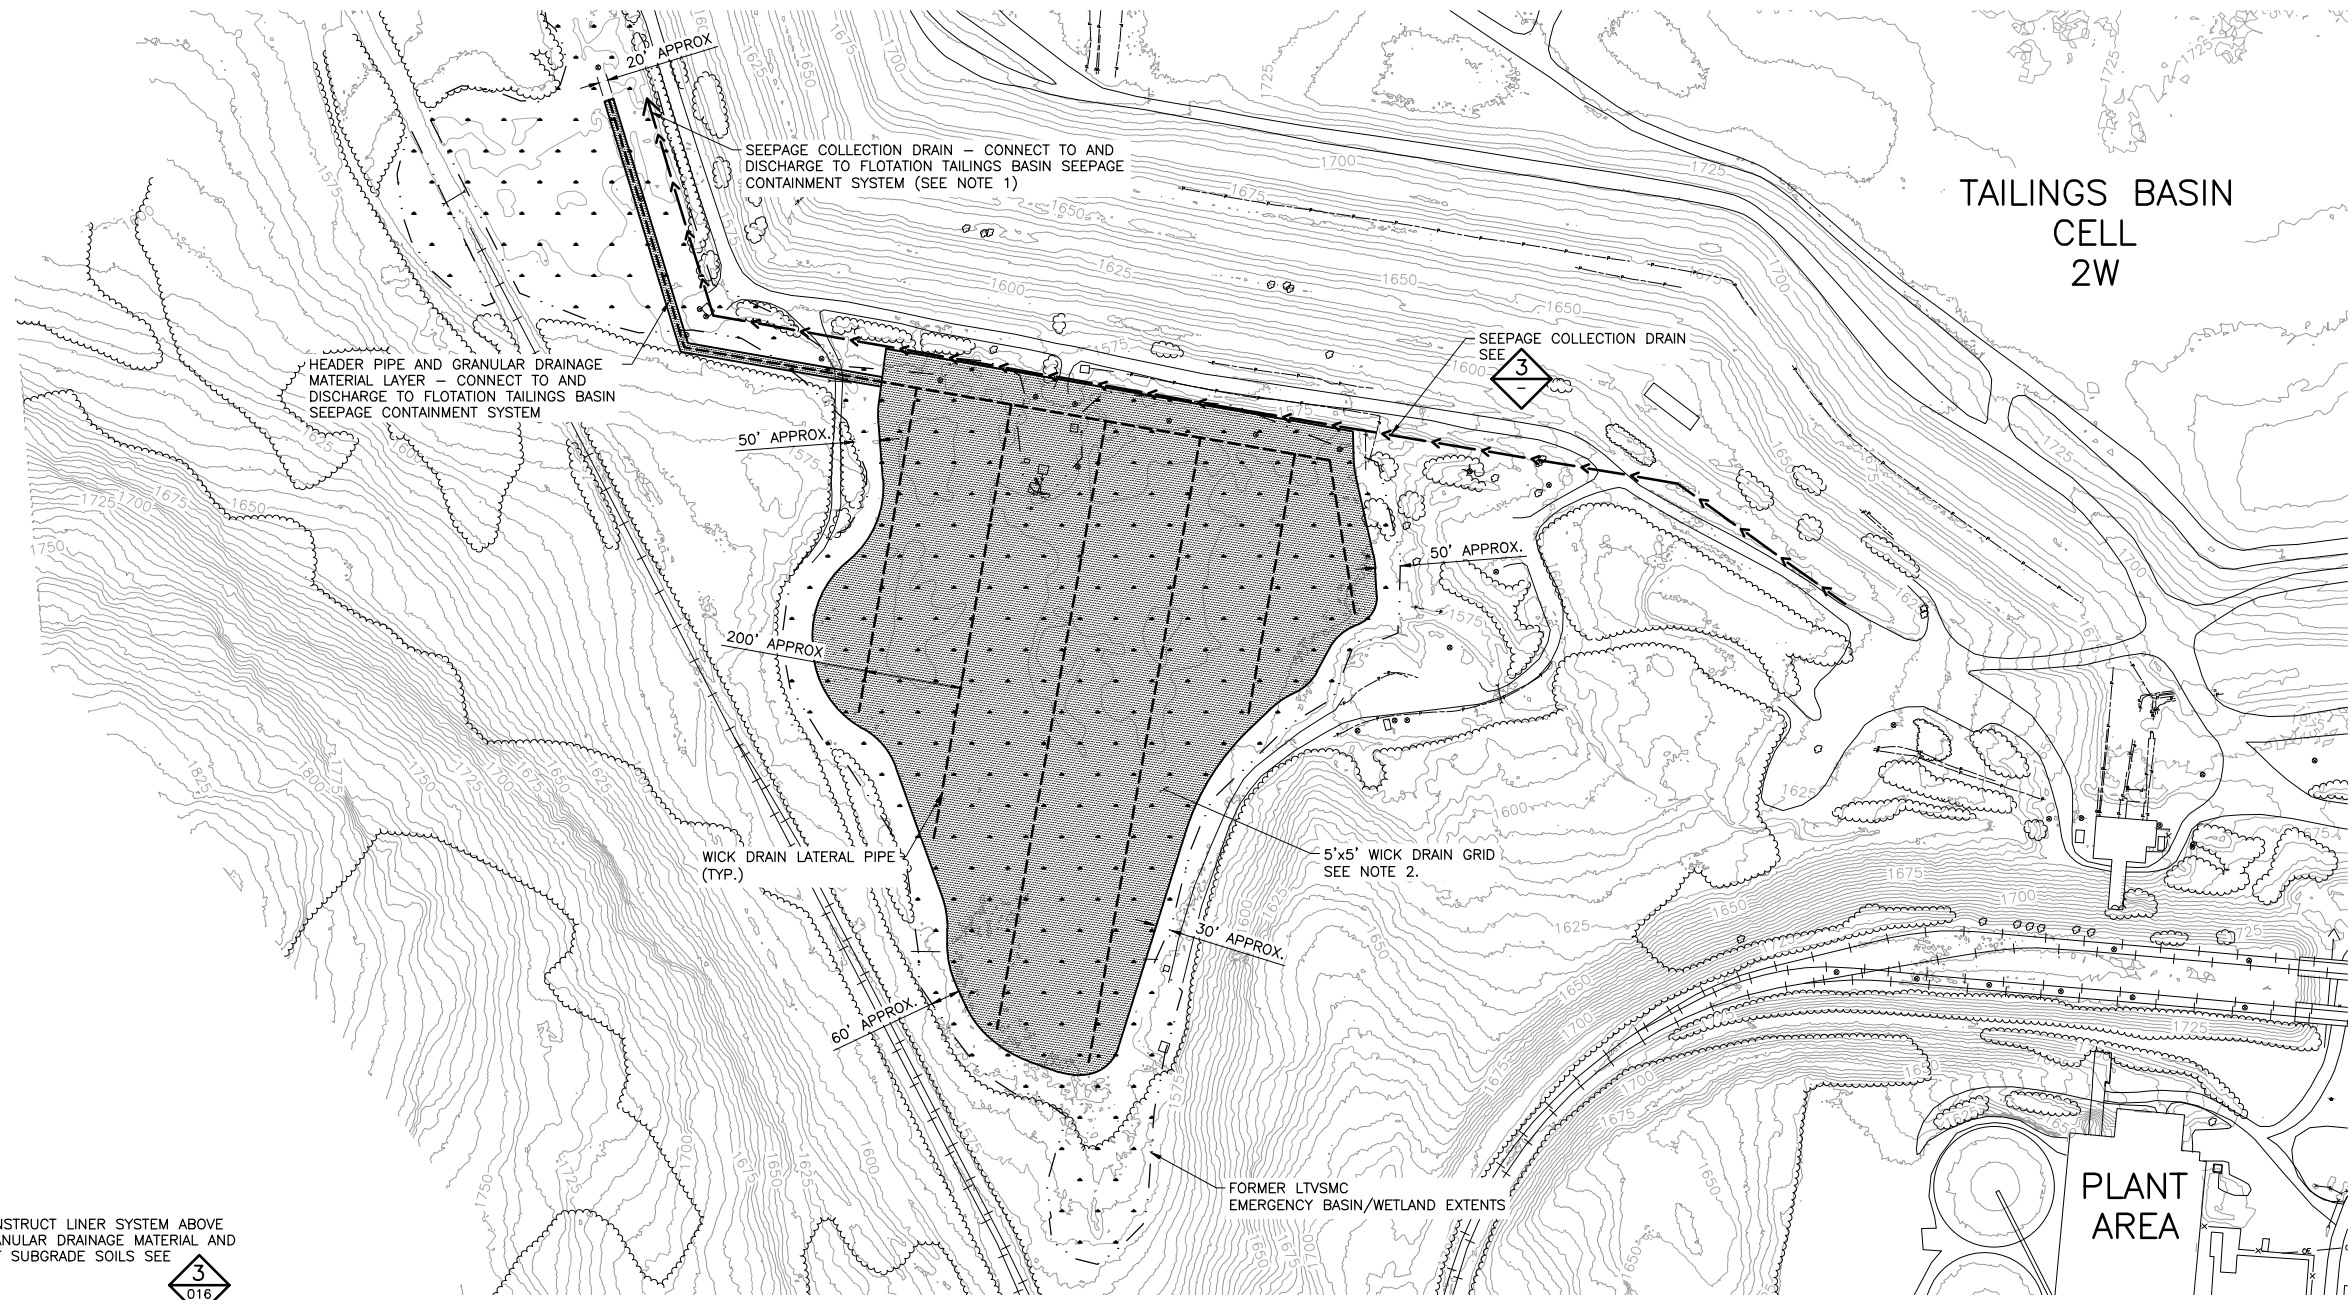 20' APPROX
SEEPAGE COLLECTION DRAIN – CONNECT TO AND
DISCHARGE TO FLOTATION TAILINGS BASIN SEEPAGE
CONTAINMENT SYSTEM (SEE NOTE 1)
TAILINGS BASIN
CELL
2W
SEEPAGE COLLECTION DRAIN
SEE
3
–
HEADER PIPE AND GRANULAR DRAINAGE
MATERIAL LAYER – CONNECT TO AND
DISCHARGE TO FLOTATION TAILINGS BASIN
SEEPAGE CONTAINMENT SYSTEM
50' APPROX.
50' APPROX.
200' APPROX
WICK DRAIN LATERAL PIPE
(TYP.)
5'x5' WICK DRAIN GRID
SEE NOTE 2.
30' APPROX.
60' APPROX.
FORMER LTVSMC
EMERGENCY BASIN/WETLAND EXTENTS
PLANT
AREA
NSTRUCT LINER SYSTEM ABOVE
ANULAR DRAINAGE MATERIAL AND
SUBGRADE SOILS SEE
3
016
1725
1700
1675
1650
1625
1600
1575
1750
1825
1800
1775